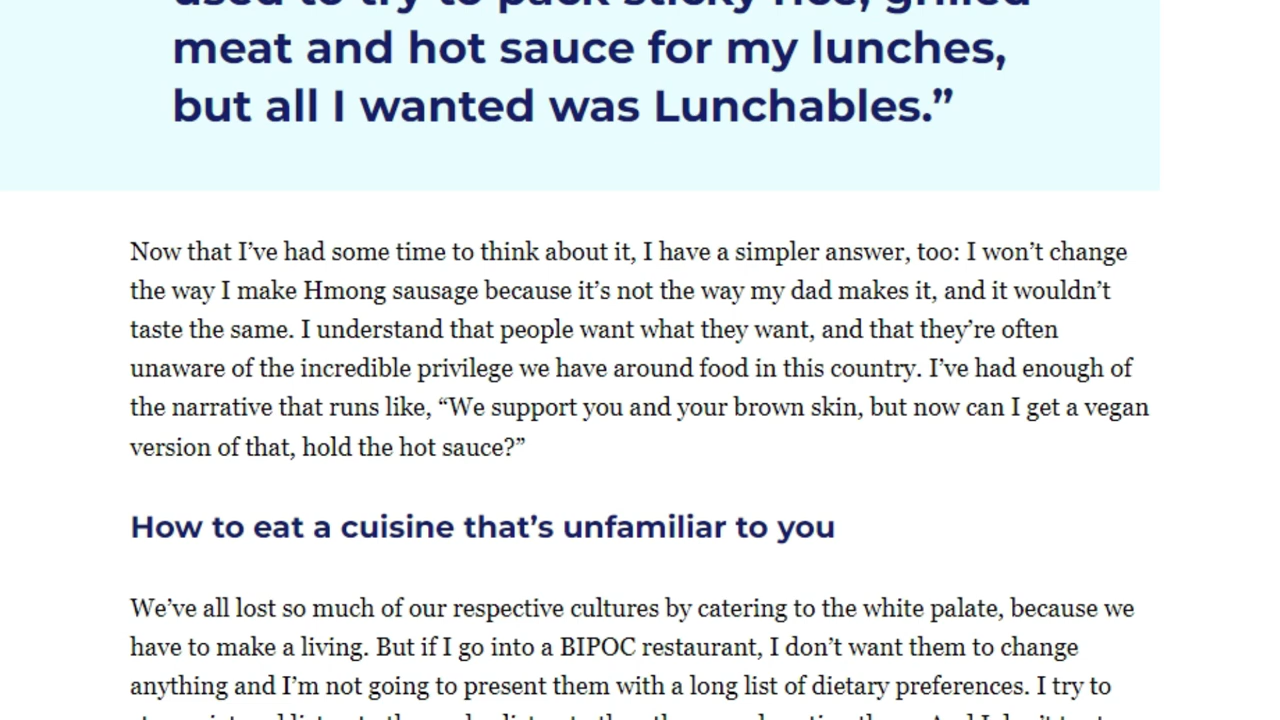 used to try to pack sticky rice, grilled
meat and hot sauce for my lunches,
but all I wanted was Lunchables.”
Now that I’ve had some time to think about it, I have a simpler answer, too: I won’t change
the way I make Hmong sausage because it’s not the way my dad makes it, and it wouldn’t
taste the same. I understand that people want what they want, and that they’re often
unaware of the incredible privilege we have around food in this country. I’ve had enough of
the narrative that runs like, “We support you and your brown skin, but now can I get a vegan
version of that, hold the hot sauce?”
How to eat a cuisine that’s unfamiliar to you
We’ve all lost so much of our respective cultures by catering to the white palate, because we
have to make a living. But if I go into a BIPOC restaurant, I don’t want them to change
anything and I’m not going to present them with a long list of dietary preferences. I try to